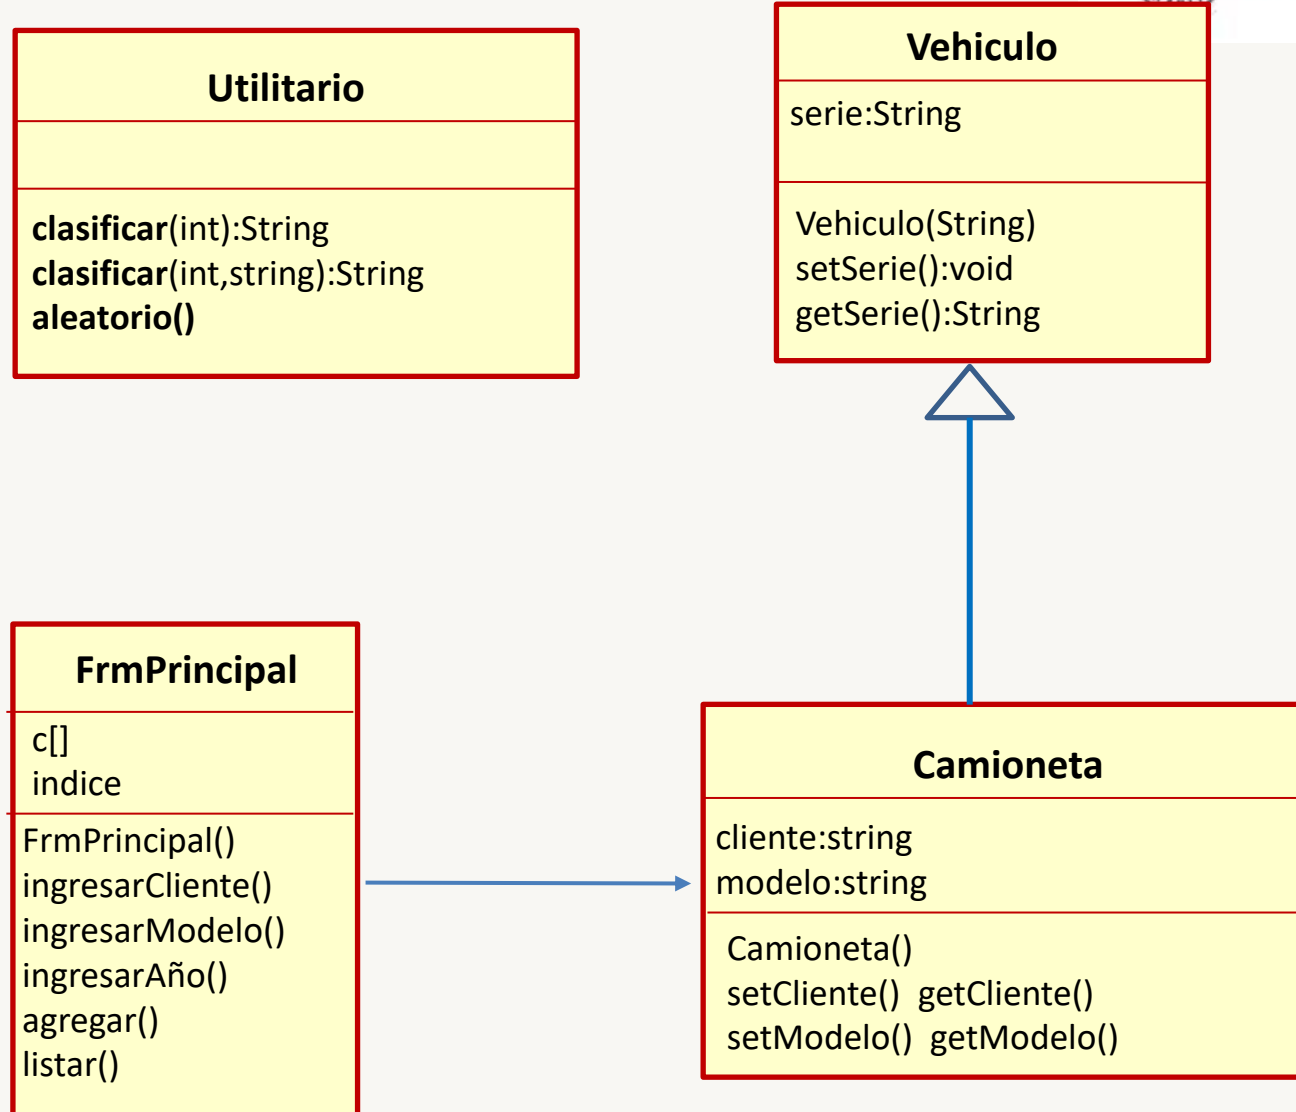 Utilitario
clasificar(int):String
clasificar(int,string):String
aleatorio()
Vehiculo
serie:String
Vehiculo(String)
setSerie():void
getSerie():String
FrmPrincipal
c[]
indice
FrmPrincipal()
ingresarCliente()
ingresarModelo()
ingresarAño()
agregar()
listar()
Camioneta
cliente:string
modelo:string
Camioneta()
setCliente() getCliente()
setModelo() getModelo()